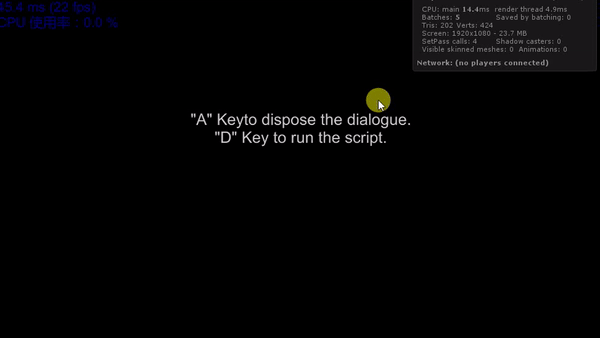 45.4 ms (22 fps)
CPU 使用率 : 0.0 %
CPU: main 14.4ms render thread 4.9ms
Batches: 5 Saved by batching: 0
Tris: 202 Verts: 424
Screen: 1920x1080 - 23.7 MB
SetPass calls: 4 Shadow casters: 0
Visible skinned meshes: 0 Animations: 0
Network: (no players connected)
"A" Keyto dispose the dialogue.
"D" Key to run the script.